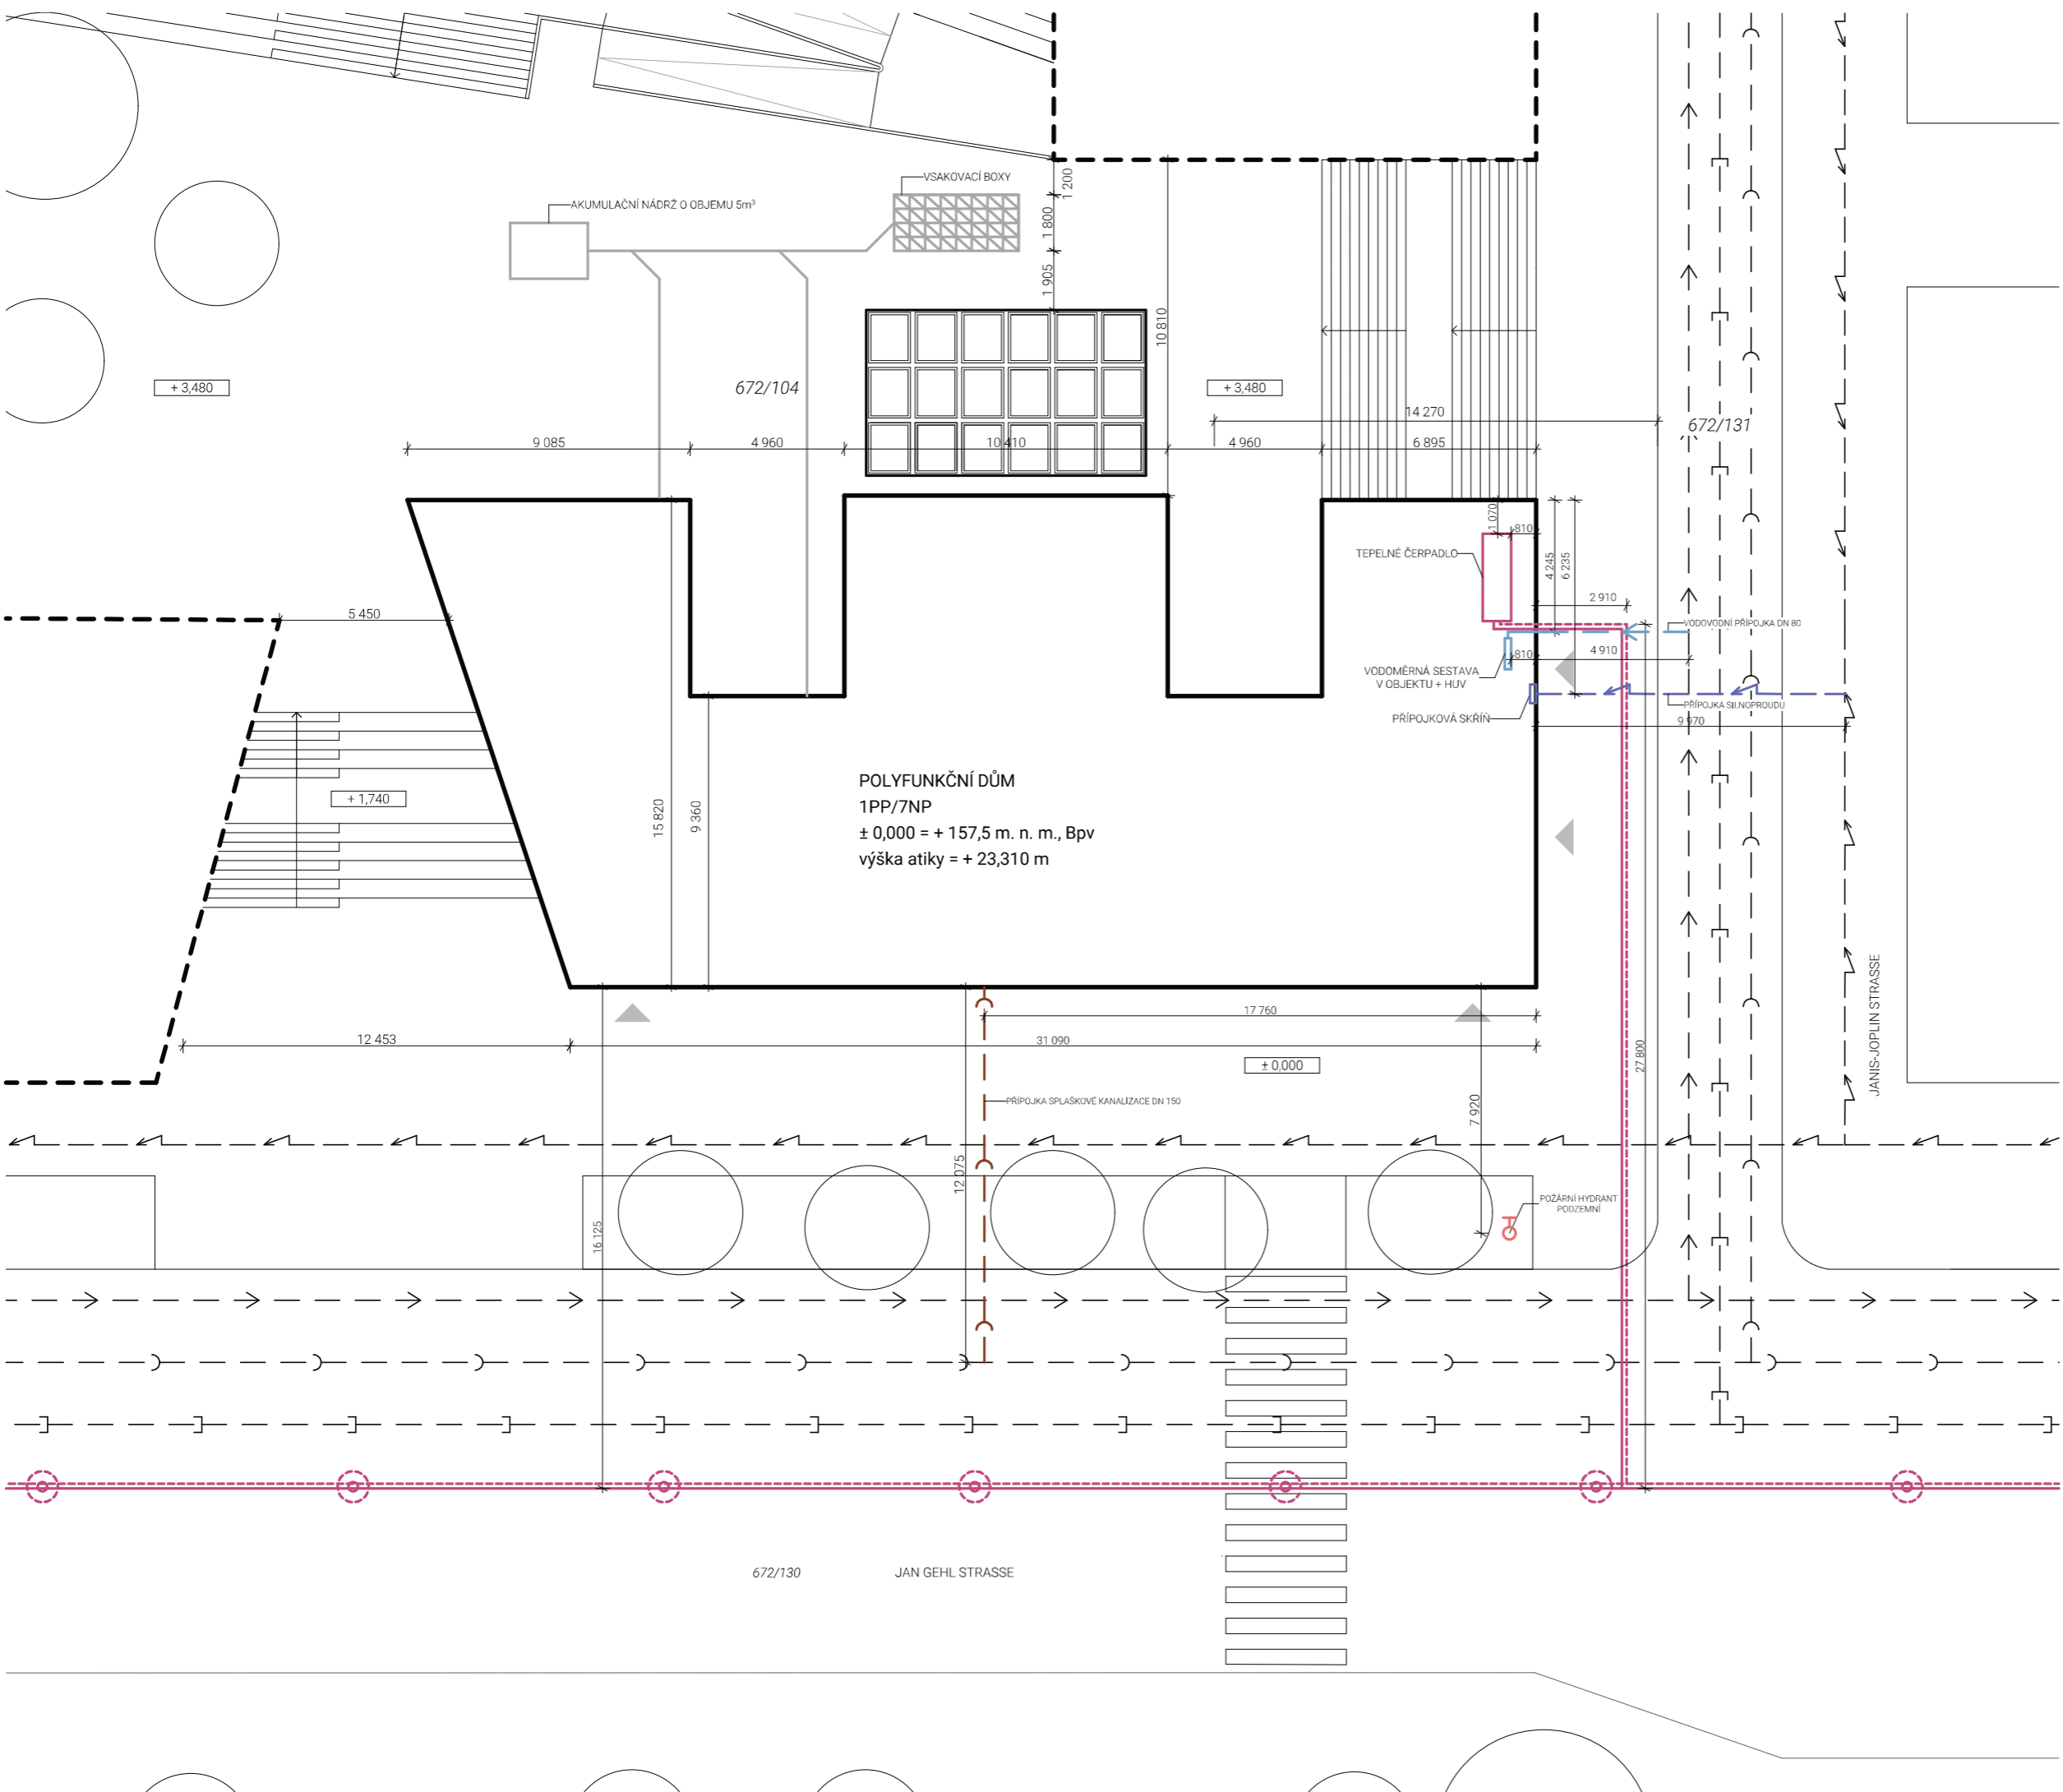 VSAKOVACÍ BOXY
AKUMULAČNÍ NÁDRŽ O OBJEMU 5m³
1 200
1 800
1 905
10 810
+ 3,480
672/104
+ 3,480
14 270
672/131
9 085
4 960
10 410
4 960
6 895
1 070
810
TEPELNÉ ČERPADLO
4 245
6 235
2 910
5 450
VODOVODNÍ PŘÍPOJKA DN 80
810
4 910
VODOMĚRNÁ SESTAVA
V OBJEKTU + HUV
PŘÍPOJKA SILNOPROUDU
PŘÍPOJKOVÁ SKŘÍŇ
9 970
POLYFUNKČNÍ DŮM
1PP/7NP
± 0,000 = + 157,5 m. n. m., Bpv
výška atiky = + 23,310 m
+ 1,740
15 820
9 360
JANIS-JOPLIN STRASSE
17 760
12 453
31 090
27 800
± 0,000
PŘÍPOJKA SPLAŠKOVÉ KANALIZACE DN 150
7 920
12 075
16 125
POŽÁRNÍ HYDRANT
PODZEMNÍ
672/130
JAN GEHL STRASSE